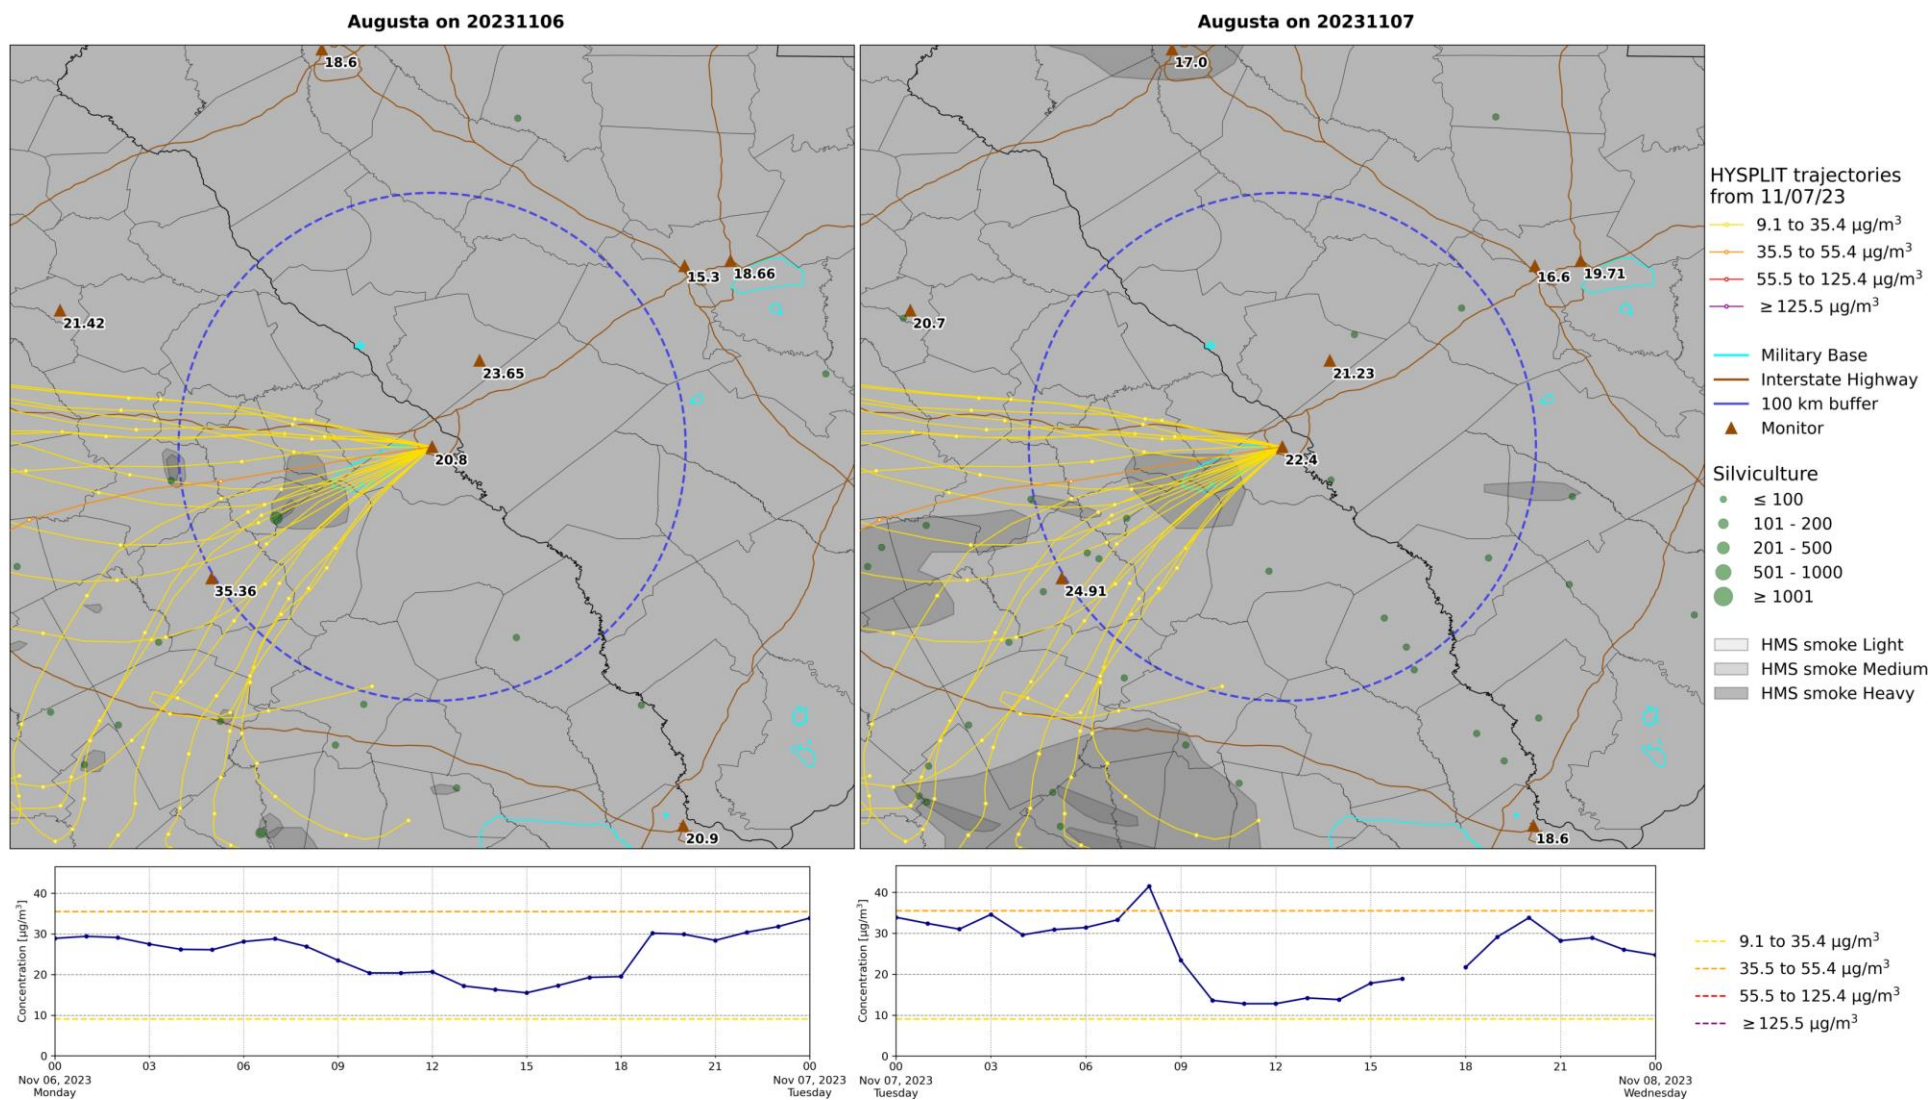 Augusta on 20231106
Augusta on 20231107
18.6
15.3
18.66
21.42
23.65
20.8
35.36
20.9
17.0
16.6
19.71
20.7
21.23
22.4
24.91
18.6
HYSPLIT trajectories
from 11/07/23
9.1 to 35.4 µg/m³
35.5 to 55.4 µg/m³
55.5 to 125.4 µg/m³
≥ 125.5 µg/m³
Military Base
Interstate Highway
100 km buffer
Monitor
Silviculture
≤ 100
101 - 200
201 - 500
501 - 1000
≥ 1001
HMS smoke Light
HMS smoke Medium
HMS smoke Heavy
Concentration [µg/m³]
40
30
20
10
0
00 03 06 09 12 15 18 21 00
Nov 06, 2023 Nov 07, 2023
Monday Tuesday
Concentration [µg/m³]
40
30
20
10
0
00 03 06 09 12 15 18 21 00
Nov 07, 2023 Nov 08, 2023
Tuesday Wednesday
9.1 to 35.4 µg/m³
35.5 to 55.4 µg/m³
55.5 to 125.4 µg/m³
≥ 125.5 µg/m³